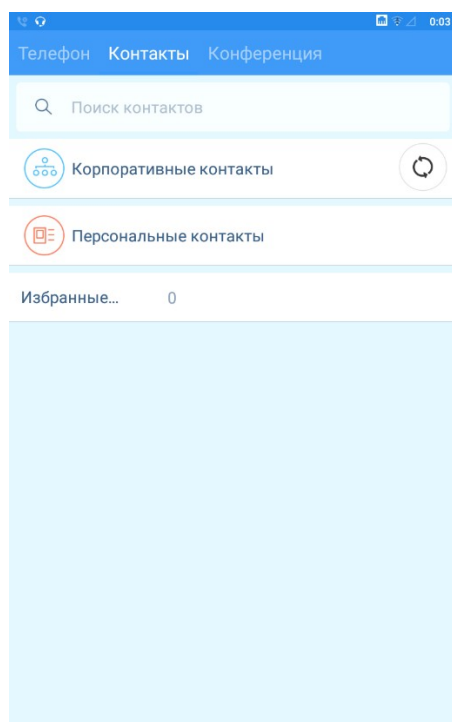 0:03
Телефон Контакты Конференция
Поиск контактов
Корпоративные контакты
Персональные контакты
Избранные... 0